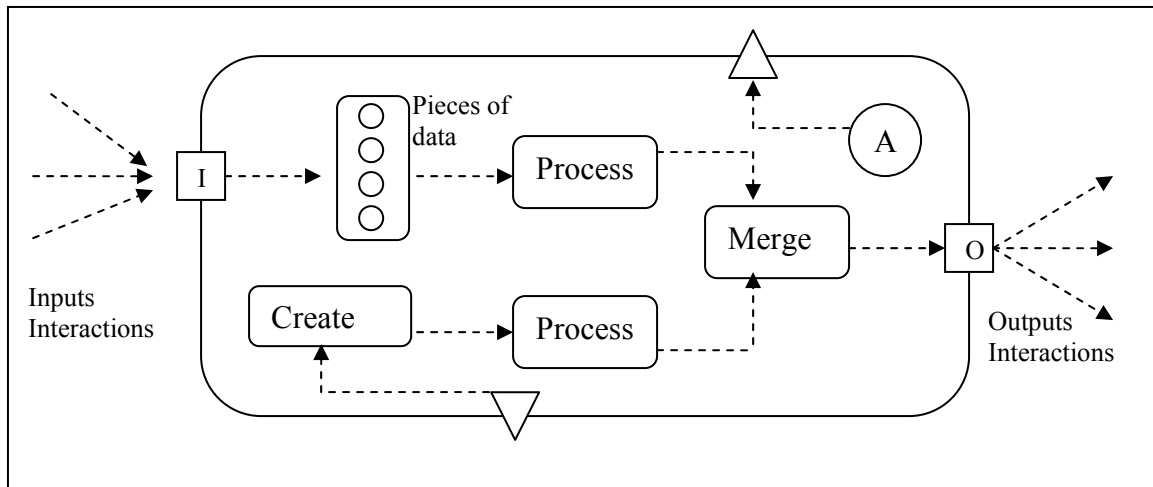 Pieces of
data
Process
A
I
Merge
O
Inputs
Interactions
Create
Process
Outputs
Interactions